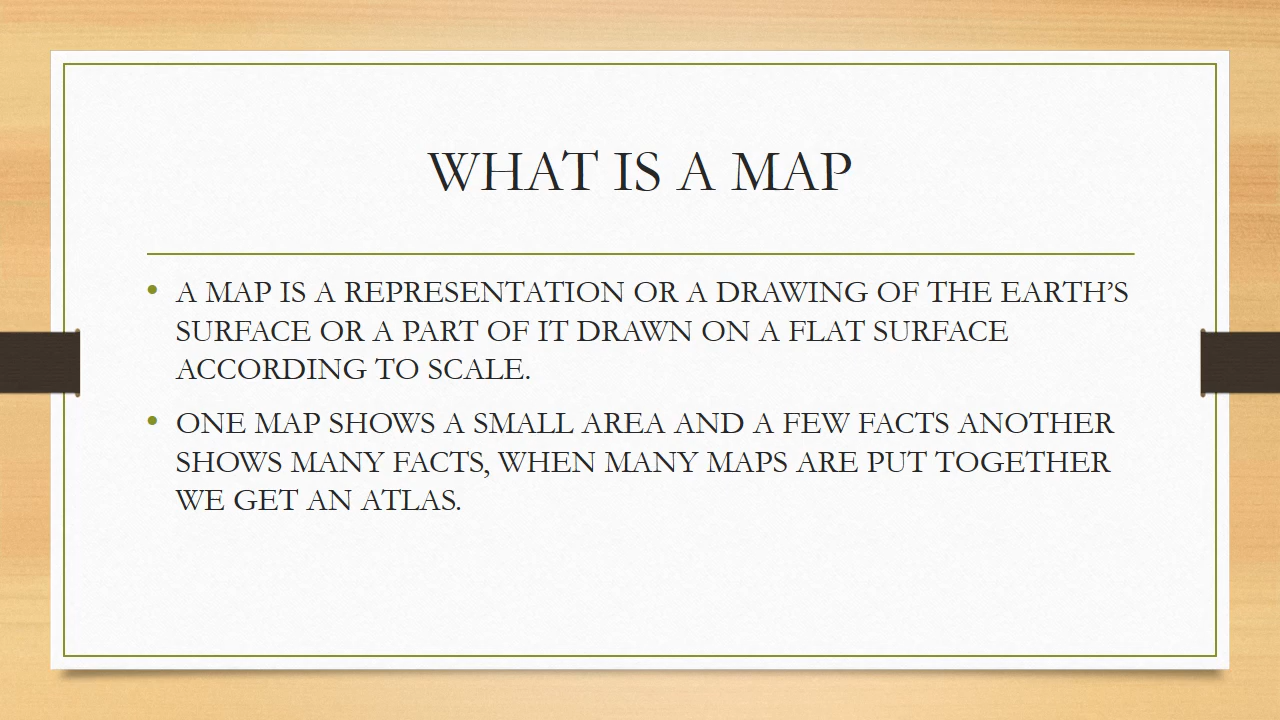 WHAT IS A MAP
• A MAP IS A REPRESENTATION OR A DRAWING OF THE EARTH’S
SURFACE OR A PART OF IT DRAWN ON A FLAT SURFACE
ACCORDING TO SCALE.
• ONE MAP SHOWS A SMALL AREA AND A FEW FACTS ANOTHER
SHOWS MANY FACTS, WHEN MANY MAPS ARE PUT TOGETHER
WE GET AN ATLAS.